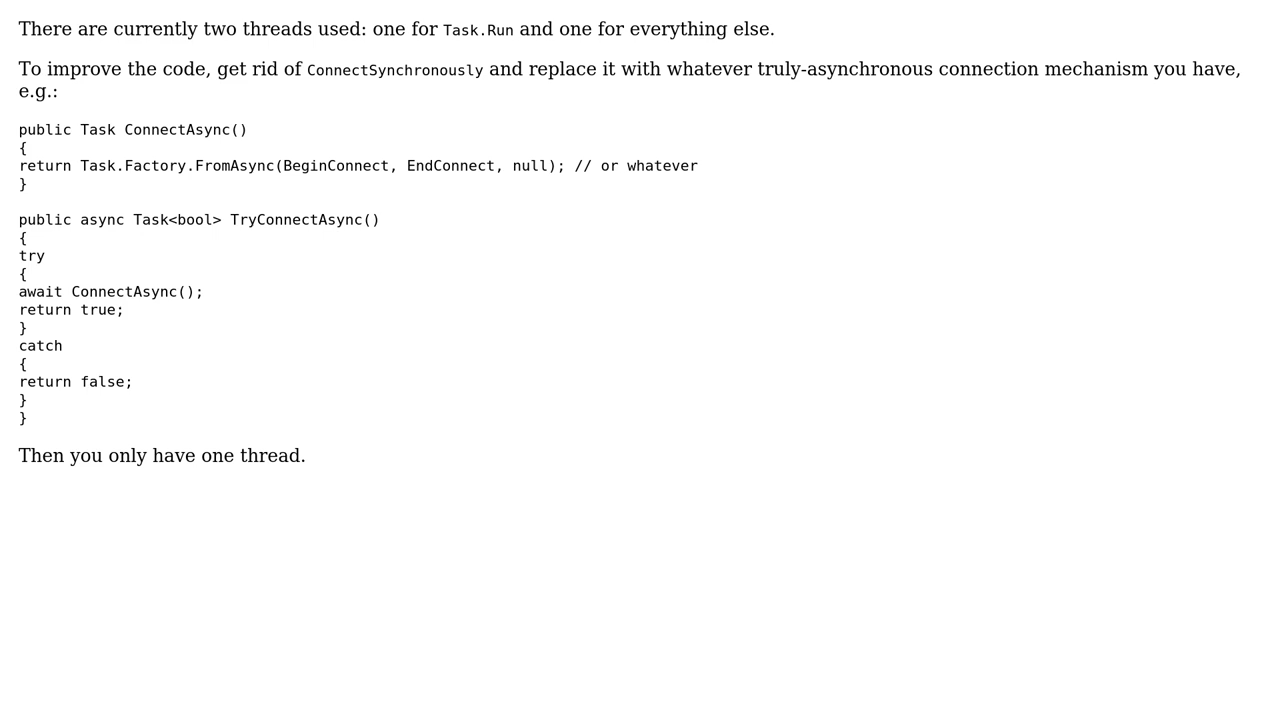 There are currently two threads used: one for Task.Run and one for everything else.
To improve the code, get rid of ConnectSynchronously and replace it with whatever truly-asynchronous connection mechanism you have,
e.g.:
public Task ConnectAsync()
{
return Task.Factory.FromAsync(BeginConnect, EndConnect, null); // or whatever
}
public async Task<bool> TryConnectAsync()
{
try
{
await ConnectAsync();
return true;
}
catch
{
return false;
}
}
Then you only have one thread.